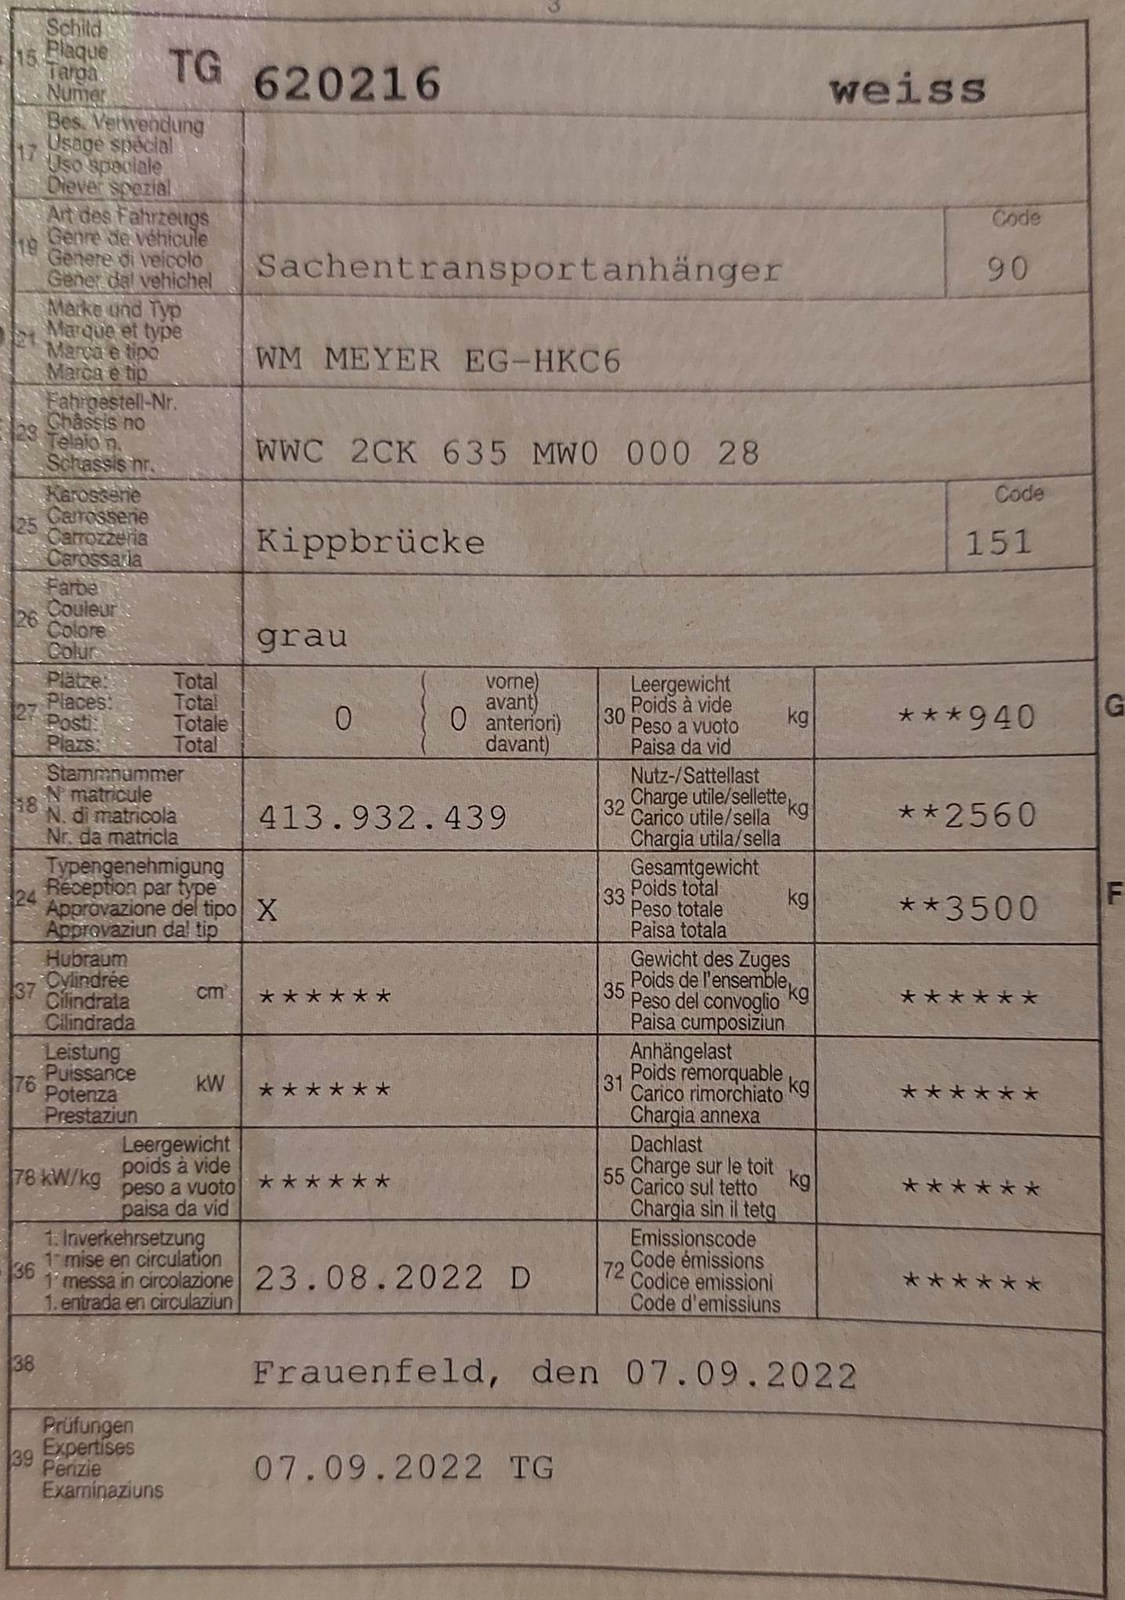 3
15 Schild
Plaque
Targa
Numer
TG 620216 weiss
17 Bes. Verwendung
Usage spécial
Uso speciale
Diever spezial
19 Art des Fahrzeugs
Genre de véhicule
Genere di veicolo
Gener dal vehichel
Sachentransportanhänger
Code
90
21 Marke und Typ
Marque et type
Marca e tipo
Marca e tip
WM MEYER EG-HKC6
23 Fahrgestell-Nr.
Châssis no
Telaio n.
Schassis nr.
WWC 2CK 635 MW0 000 28
25 Karosserie
Carrosserie
Carrozzeria
Carossaria
Kippbrücke
Code
151
26 Farbe
Couleur
Colore
Colur
grau
27 Plätze: Total
Places: Total
Posti: Totale
Plazs: Total
0 ( 0 vorne)
avant)
anteriori)
davant)
30 Leergewicht
Poids à vide
Peso a vuoto
Paisa da vid
kg
***940
G
18 Stammnummer
N° matricule
N. di matricola
Nr. da matricla
413.932.439
32 Nutz-/Sattellast
Charge utile/sellette
Carico utile/sella
Chargia utila/sella
kg
**2560
24 Typengenehmigung
Réception par type
Approvazione del tipo
Approvaziun dal tip
X
33 Gesamtgewicht
Poids total
Peso totale
Paisa totala
kg
**3500
F
37 Hubraum
Cylindrée
Cilindrata
Cilindrada
cm³
******
35 Gewicht des Zuges
Poids de l'ensemble
Peso del convoglio
Paisa cumposiziun
kg
******
76 Leistung
Puissance
Potenza
Prestaziun
kW
******
31 Anhängelast
Poids remorquable
Carico rimorchiato
Chargia annexa
kg
******
78 kW/kg
Leergewicht
poids à vide
peso a vuoto
paisa da vid
******
55 Dachlast
Charge sur le toit
Carico sul tetto
Chargia sin il tetg
kg
******
36 1. Inverkehrsetzung
1re mise en circulation
1a messa in circolazione
1. entrada en circulaziun
23.08.2022 D
72 Emissionscode
Code émissions
Codice emissioni
Code d'emissiuns
******
38 Frauenfeld, den 07.09.2022
39 Prüfungen
Expertises
Perizie
Examinaziuns
07.09.2022 TG